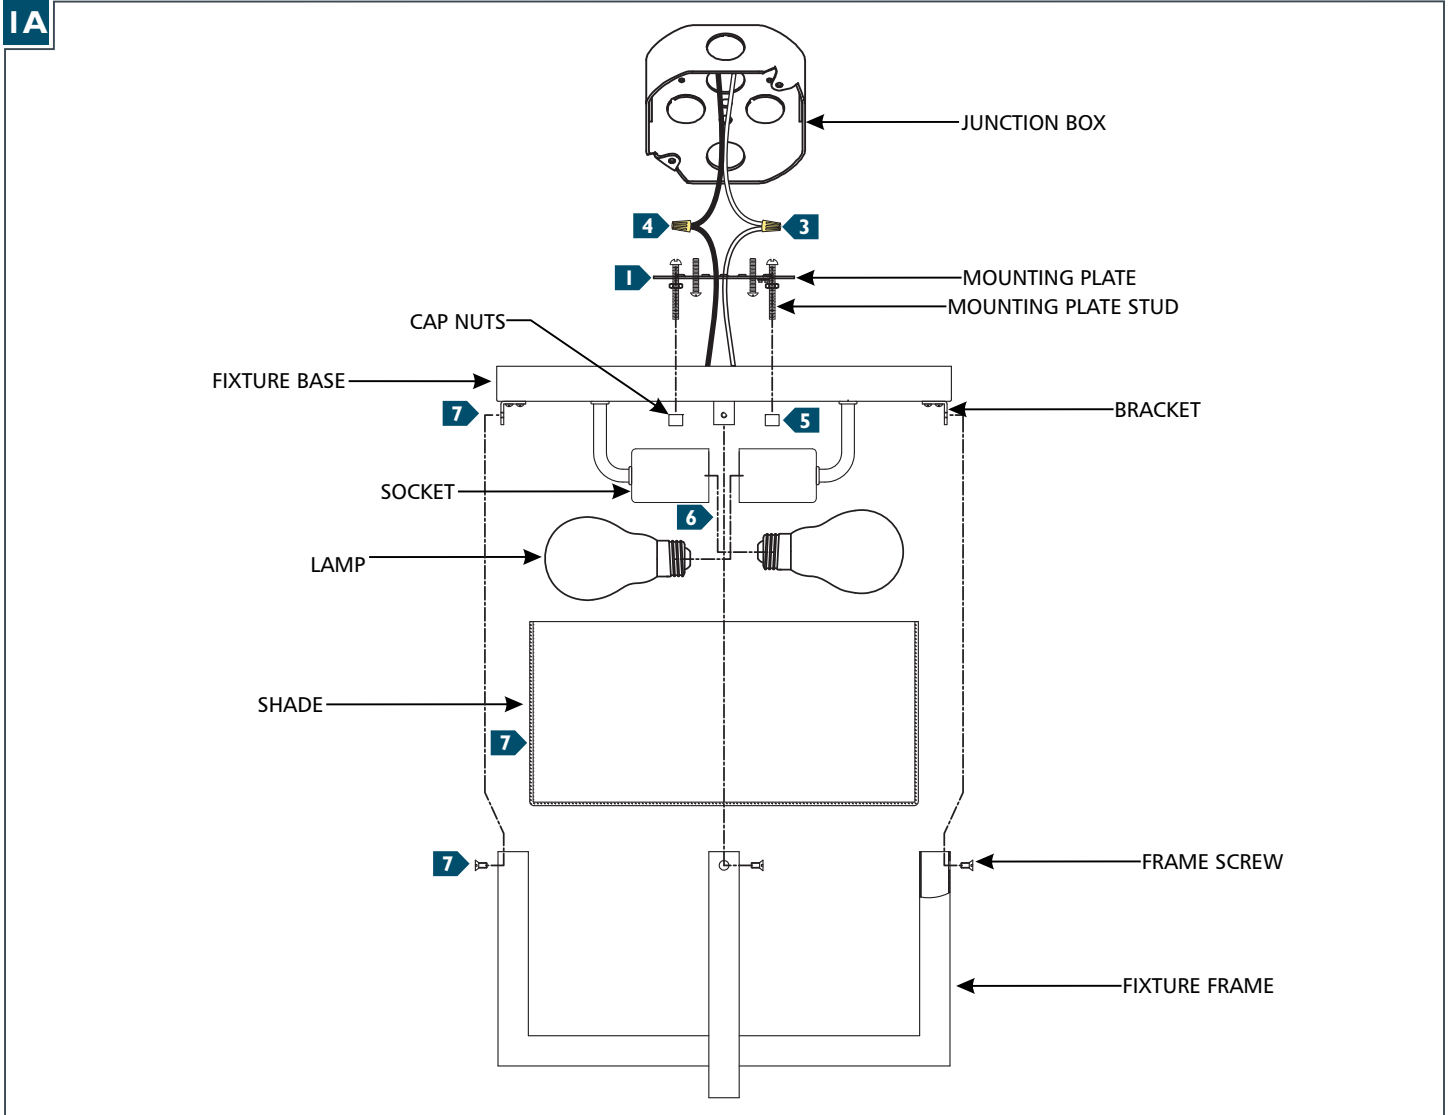 1A
JUNCTION BOX
4
3
1
MOUNTING PLATE
MOUNTING PLATE STUD
CAP NUTS
FIXTURE BASE
7
5
BRACKET
SOCKET
6
LAMP
SHADE
7
7
FRAME SCREW
FIXTURE FRAME